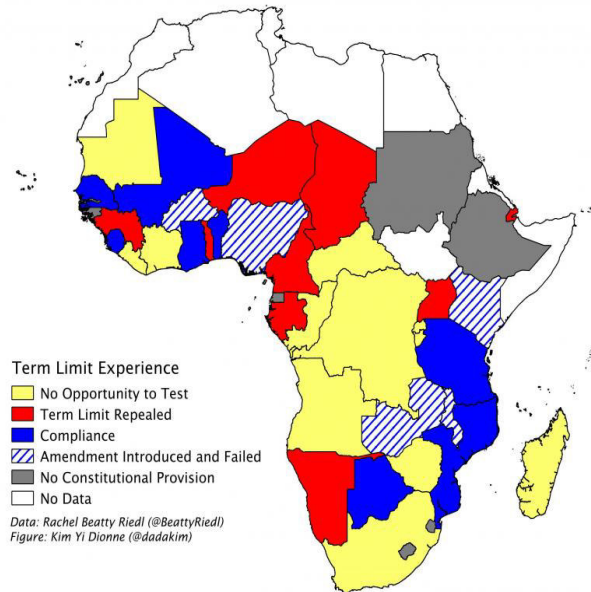 Term Limit Experience
No Opportunity to Test
Term Limit Repealed
Compliance
Amendment Introduced and Failed
No Constitutional Provision
No Data
Data: Rachel Beatty Riedl (@BeattyRiedl)
Figure: Kim Yi Dionne (@dadakim)